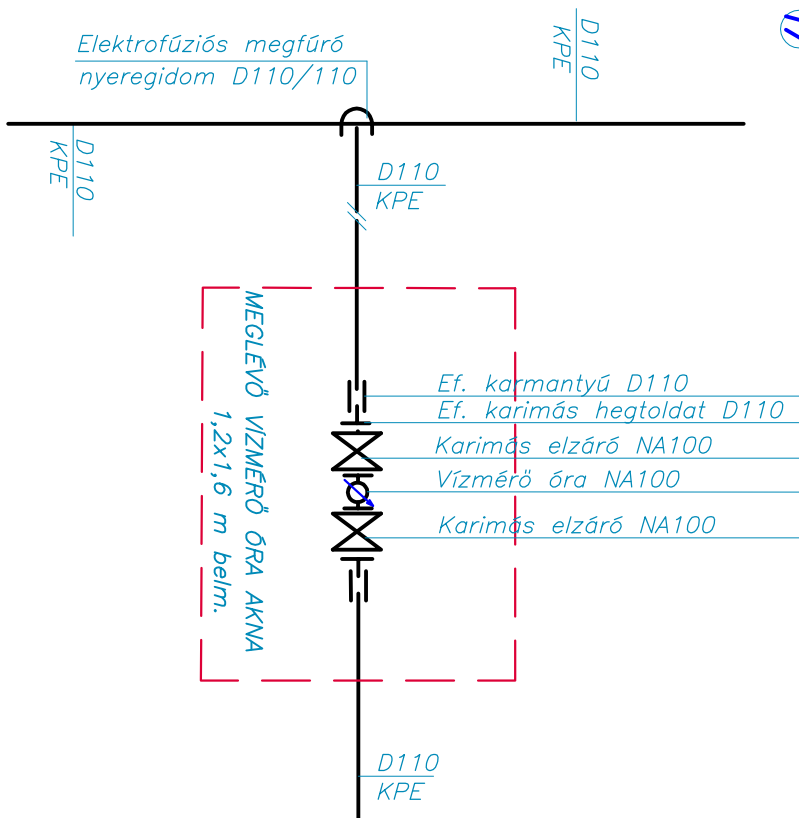 Elektrofúziós megfúró
nyeregidom D110/110
D110
KPE
D110
KPE
D110
KPE
MEGLÉVŐ VÍZMÉRŐ ÓRA AKNA
1,2x1,6 m belm.
Ef. karmantyú D110
Ef. karimás hegtoldat D110
Karimás elzáró NA100
Vízmérő óra NA100
Karimás elzáró NA100
D110
KPE